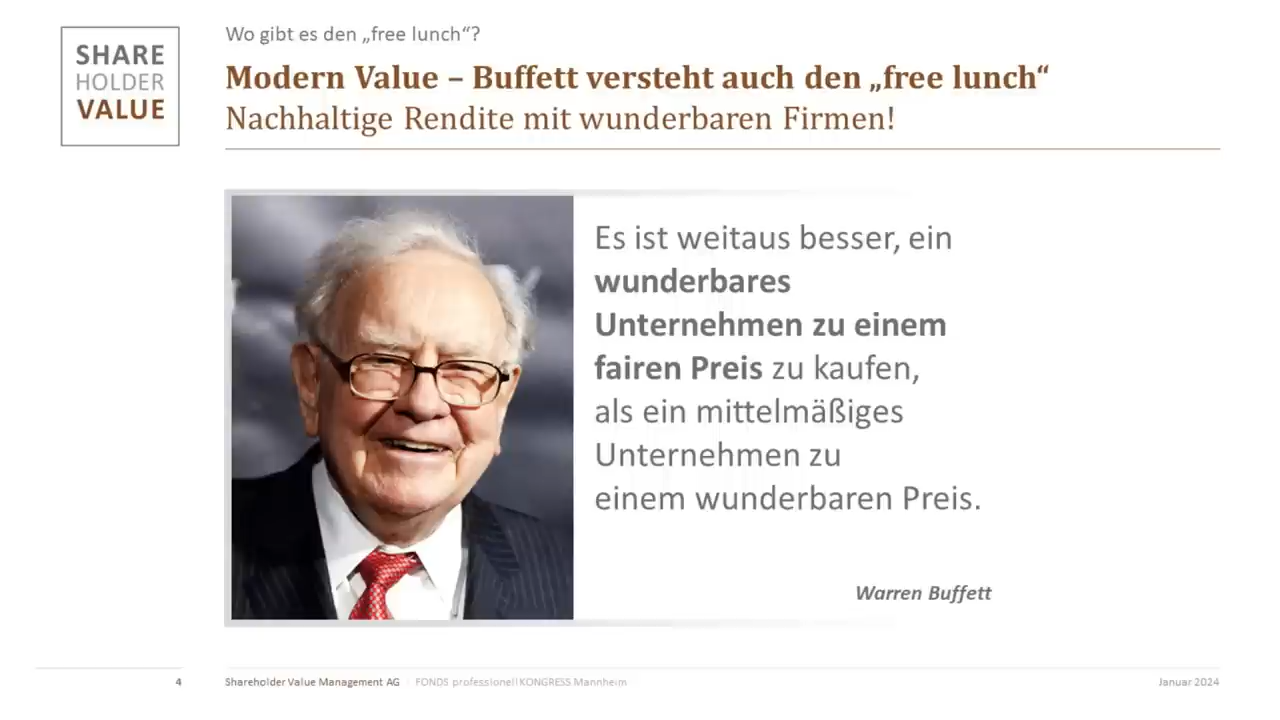 SHARE
HOLDER
VALUE
Wo gibt es den „free lunch“?
Modern Value – Buffett versteht auch den „free lunch“
Nachhaltige Rendite mit wunderbaren Firmen!
Es ist weitaus besser, ein
wunderbares
Unternehmen zu einem
fairen Preis zu kaufen,
als ein mittelmäßiges
Unternehmen zu
einem wunderbaren Preis.
Warren Buffett
4
Shareholder Value Management AG · FONDS professionell KONGRESS Mannheim
Januar 2024